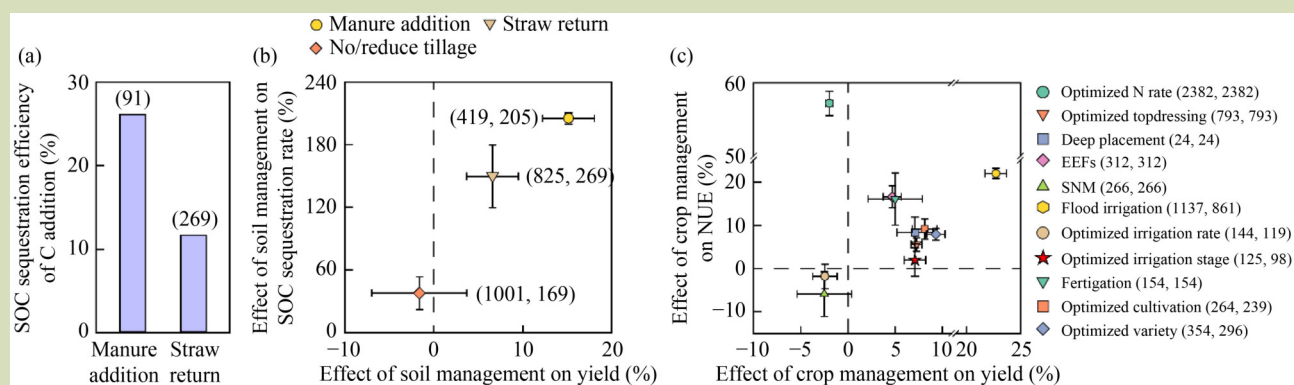 Manure addition
Straw return
No/reduce tillage
(a)
SOC sequestration efficiency
of C addition (%)
30
20
10
0
(91)
(269)
Manure
addition
Straw
return
(b)
Effect of soil management on
SOC sequestration rate (%)
240
180
120
60
0
(419, 205)
(825, 269)
(1001, 169)
−10
0
10
20
Effect of soil management on yield (%)
(c)
Effect of crop management
on NUE (%)
60
50
20
10
0
−10
−10
−5
0
5
10
20
25
Effect of crop management on yield (%)
Optimized N rate (2382, 2382)
Optimized topdressing (793, 793)
Deep placement (24, 24)
EEFs (312, 312)
SNM (266, 266)
Flood irrigation (1137, 861)
Optimized irrigation rate (144, 119)
Optimized irrigation stage (125, 98)
Fertigation (154, 154)
Optimized cultivation (264, 239)
Optimized variety (354, 296)